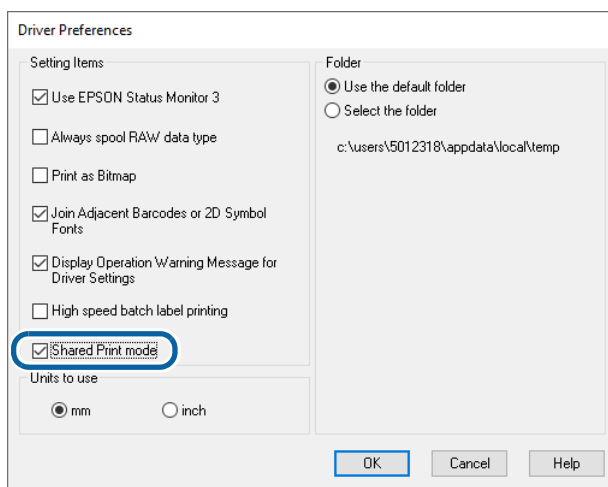 Driver Preferences
Setting Items
Use EPSON Status Monitor 3
Always spool RAW data type
Print as Bitmap
Join Adjacent Barcodes or 2D Symbol
Fonts
Display Operation Warning Message for
Driver Settings
High speed batch label printing
Shared Print mode
Units to use
mm
inch
Folder
Use the default folder
Select the folder
c:\users\5012318\appdata\local\temp
OK
Cancel
Help